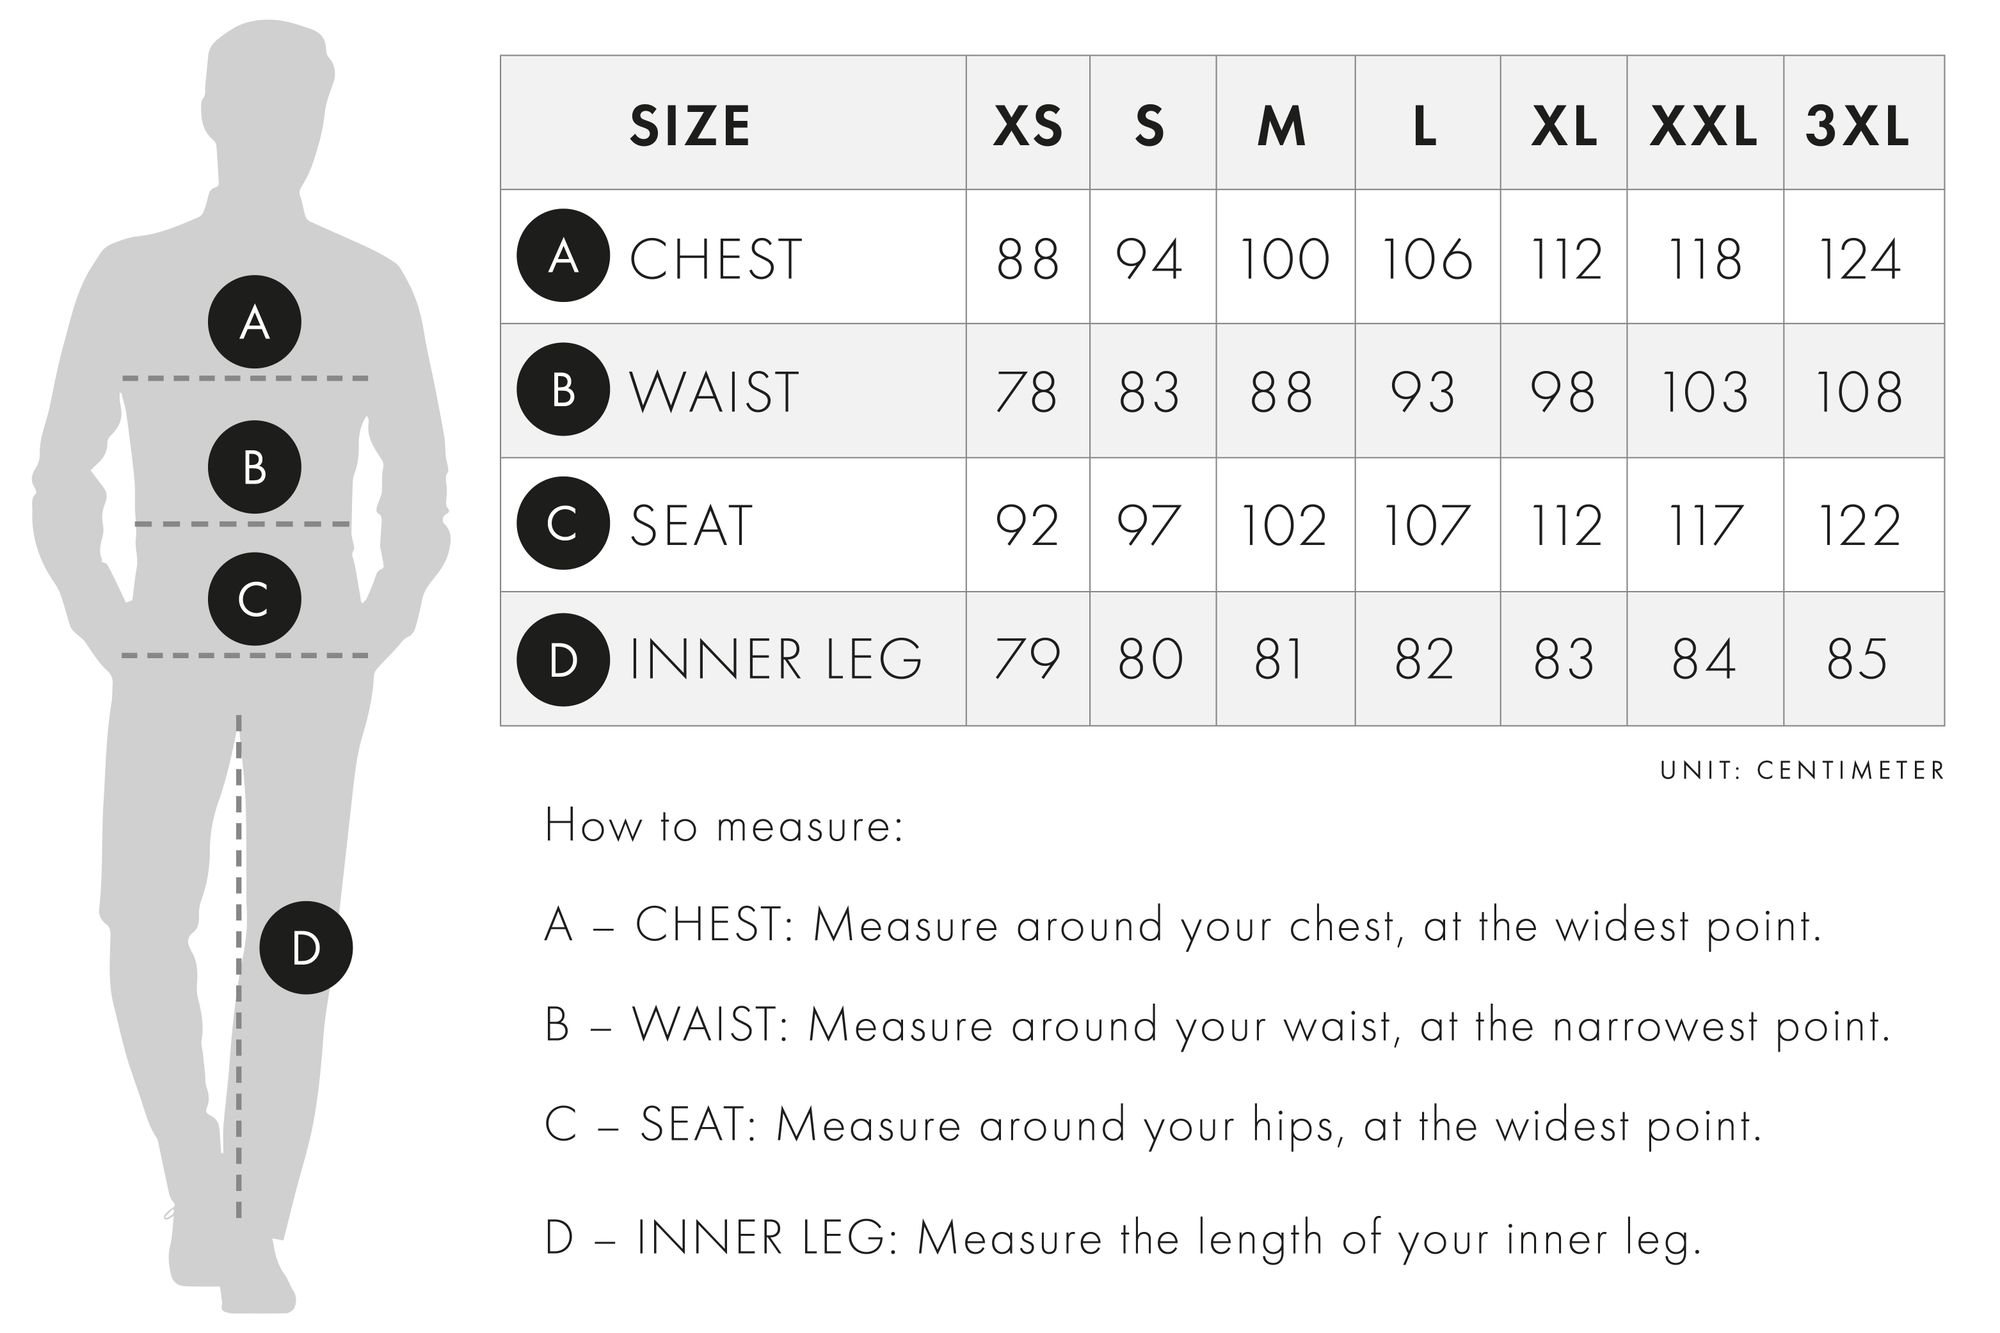 SIZE XS S M L XL XXL 3XL
A CHEST 88 94 100 106 112 118 124
B WAIST 78 83 88 93 98 103 108
C SEAT 92 97 102 107 112 117 122
D INNER LEG 79 80 81 82 83 84 85
UNIT: CENTIMETER
A
B
C
D
How to measure:
A – CHEST: Measure around your chest, at the widest point.
B – WAIST: Measure around your waist, at the narrowest point.
C – SEAT: Measure around your hips, at the widest point.
D – INNER LEG: Measure the length of your inner leg.